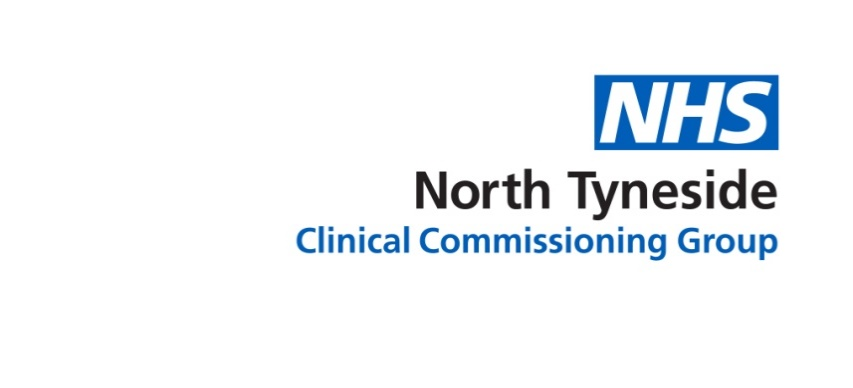 NHS
North Tyneside
Clinical Commissioning Group